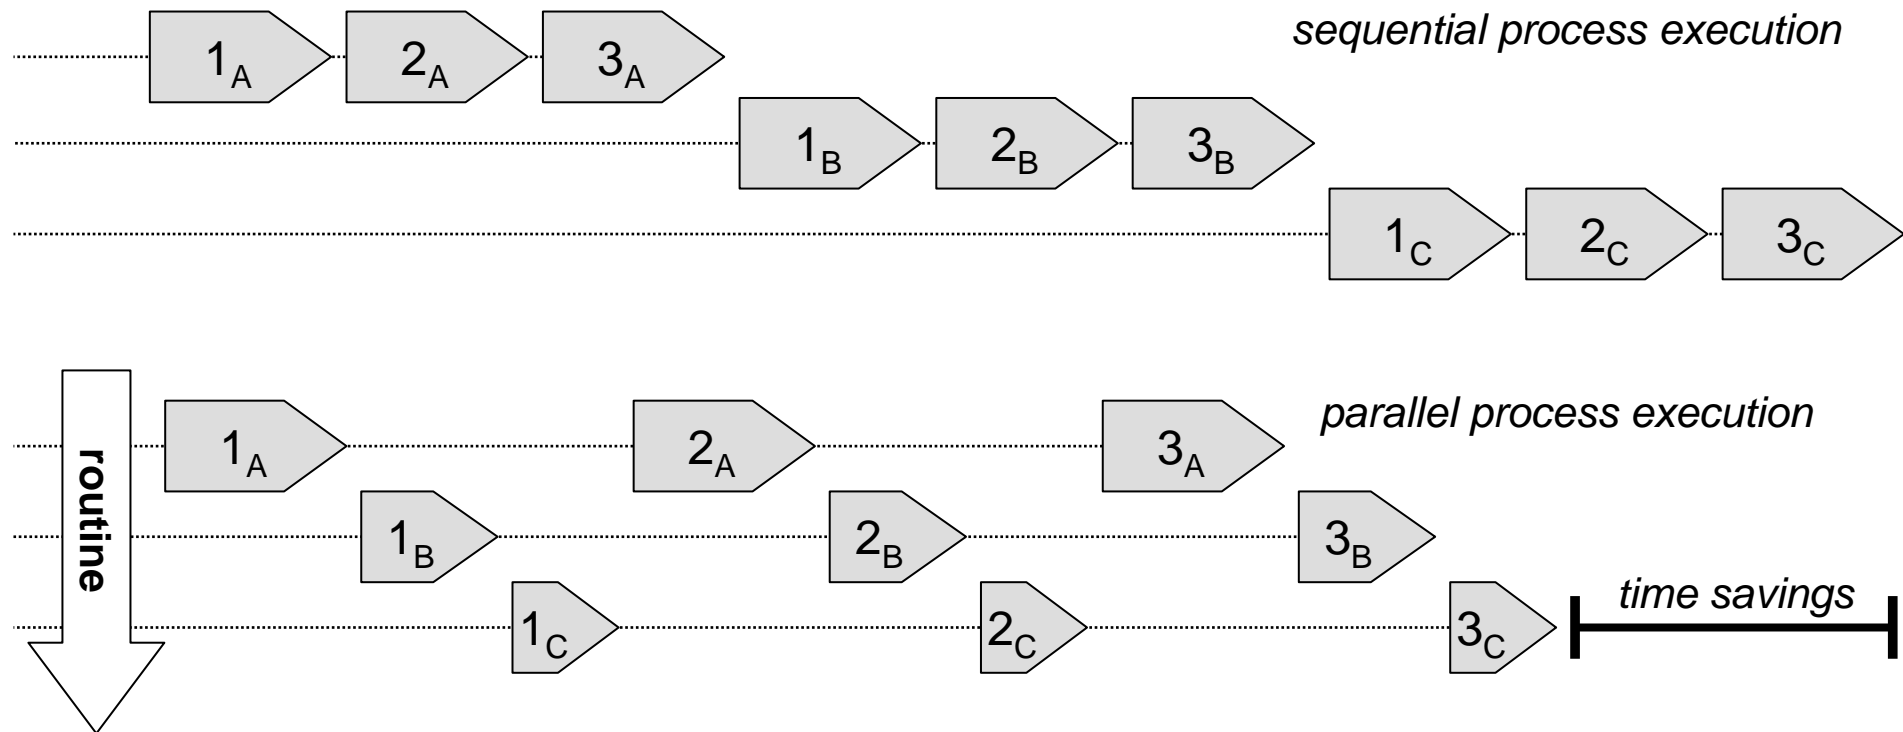 sequential process execution
1A 2A 3A
1B 2B 3B
1C 2C 3C
routine
parallel process execution
1A 2A 3A
1B 2B 3B
time savings
1C 2C 3C